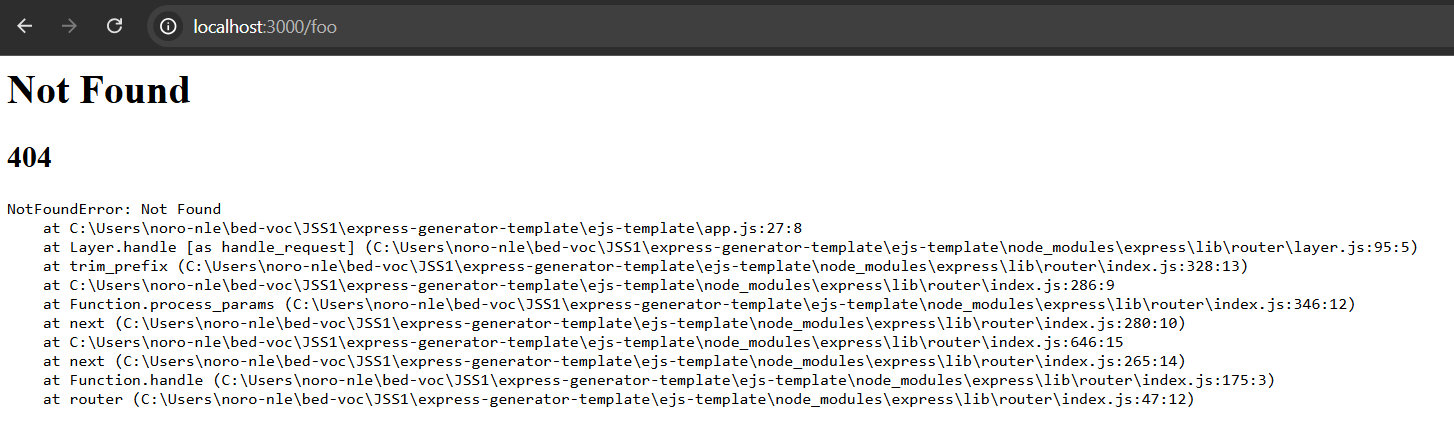 localhost:3000/foo
Not Found
404
NotFoundError: Not Found
    at C:\Users\noro-nle\bed-voc\JSS1\express-generator-template\ejs-template\app.js:27:8
    at Layer.handle [as handle_request] (C:\Users\noro-nle\bed-voc\JSS1\express-generator-template\ejs-template\node_modules\express\lib\router\layer.js:95:5)
    at trim_prefix (C:\Users\noro-nle\bed-voc\JSS1\express-generator-template\ejs-template\node_modules\express\lib\router\index.js:328:13)
    at C:\Users\noro-nle\bed-voc\JSS1\express-generator-template\ejs-template\node_modules\express\lib\router\index.js:286:9
    at Function.process_params (C:\Users\noro-nle\bed-voc\JSS1\express-generator-template\ejs-template\node_modules\express\lib\router\index.js:346:12)
    at next (C:\Users\noro-nle\bed-voc\JSS1\express-generator-template\ejs-template\node_modules\express\lib\router\index.js:280:10)
    at C:\Users\noro-nle\bed-voc\JSS1\express-generator-template\ejs-template\node_modules\express\lib\router\index.js:646:15
    at next (C:\Users\noro-nle\bed-voc\JSS1\express-generator-template\ejs-template\node_modules\express\lib\router\index.js:265:14)
    at Function.handle (C:\Users\noro-nle\bed-voc\JSS1\express-generator-template\ejs-template\node_modules\express\lib\router\index.js:175:3)
    at router (C:\Users\noro-nle\bed-voc\JSS1\express-generator-template\ejs-template\node_modules\express\lib\router\index.js:47:12)